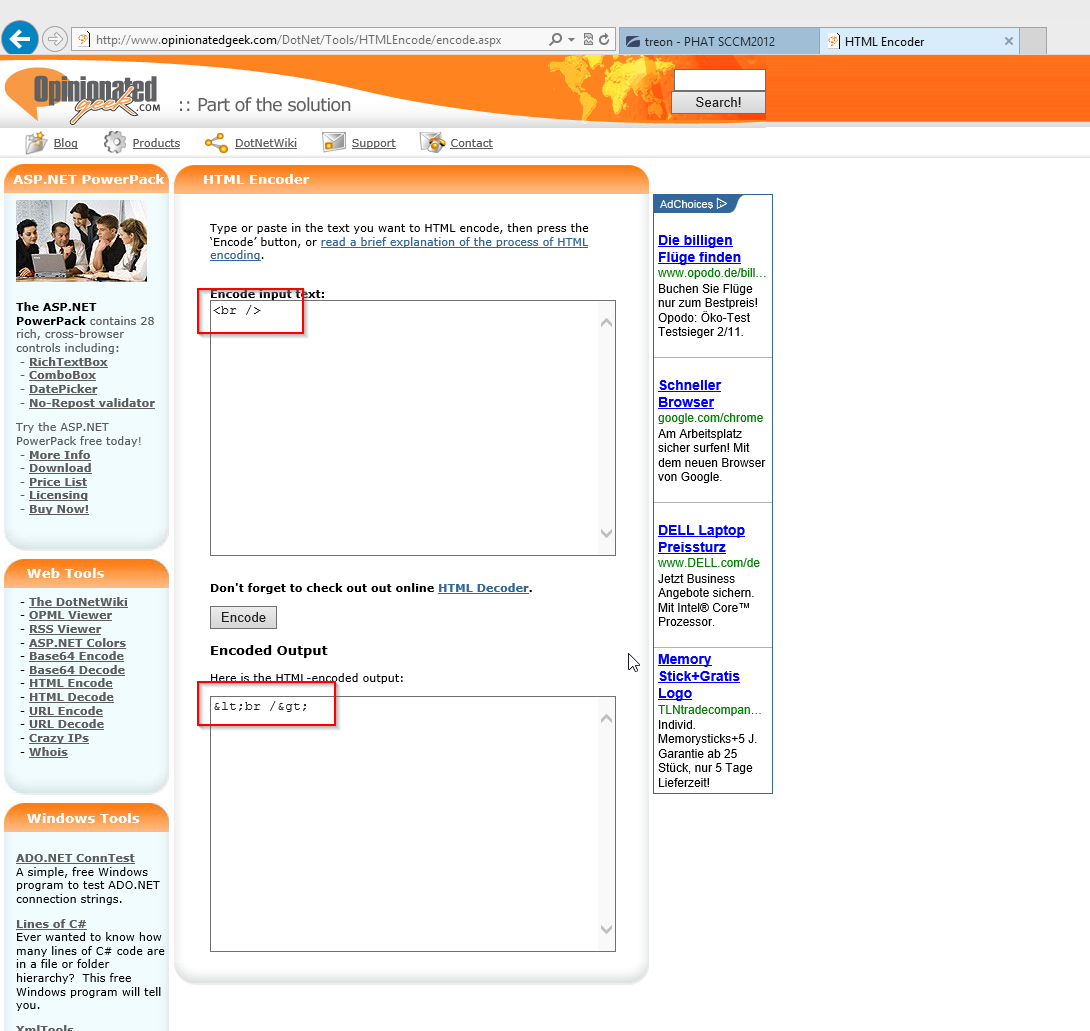 http://www.opinionatedgeek.com/DotNet/Tools/HTMLEncode/encode.aspx
treon - PHAT SCCM2012
HTML Encoder
Opinionated
geek.COM
:: Part of the solution
Search!
Blog
Products
DotNetWiki
Support
Contact
ASP.NET PowerPack
The ASP.NET
PowerPack contains 28
rich, cross-browser
controls including:
- RichTextBox
- ComboBox
- DatePicker
- No-Repost validator
Try the ASP.NET
PowerPack free today!
- More Info
- Download
- Price List
- Licensing
- Buy Now!
Web Tools
- The DotNetWiki
- OPML Viewer
- RSS Viewer
- ASP.NET Colors
- Base64 Encode
- Base64 Decode
- HTML Encode
- HTML Decode
- URL Encode
- URL Decode
- Crazy IPs
- Whois
Windows Tools
ADO.NET ConnTest
A simple, free Windows
program to test ADO.NET
connection strings.
Lines of C#
Ever wanted to know how
many lines of C# code are
in a file or folder
hierarchy?  This free
Windows program will tell
you.
XmlTools
HTML Encoder
Type or paste in the text you want to HTML encode, then press the
‘Encode’ button, or read a brief explanation of the process of HTML
encoding.
Encode input text:
<br />
Don't forget to check out out online HTML Decoder.
Encode
Encoded Output
Here is the HTML-encoded output:
&lt;br /&gt;
AdChoices
Die billigen
Flüge finden
www.opodo.de/bill...
Buchen Sie Flüge
nur zum Bestpreis!
Opodo: Öko-Test
Testsieger 2/11.
Schneller
Browser
google.com/chrome
Am Arbeitsplatz
sicher surfen! Mit
dem neuen Browser
von Google.
DELL Laptop
Preissturz
www.DELL.com/de
Jetzt Business
Angebote sichern.
Mit Intel® Core™
Prozessor.
Memory
Stick+Gratis
Logo
TLNtradecompan...
Individ.
Memorysticks+5 J.
Garantie ab 25
Stück, nur 5 Tage
Lieferzeit!